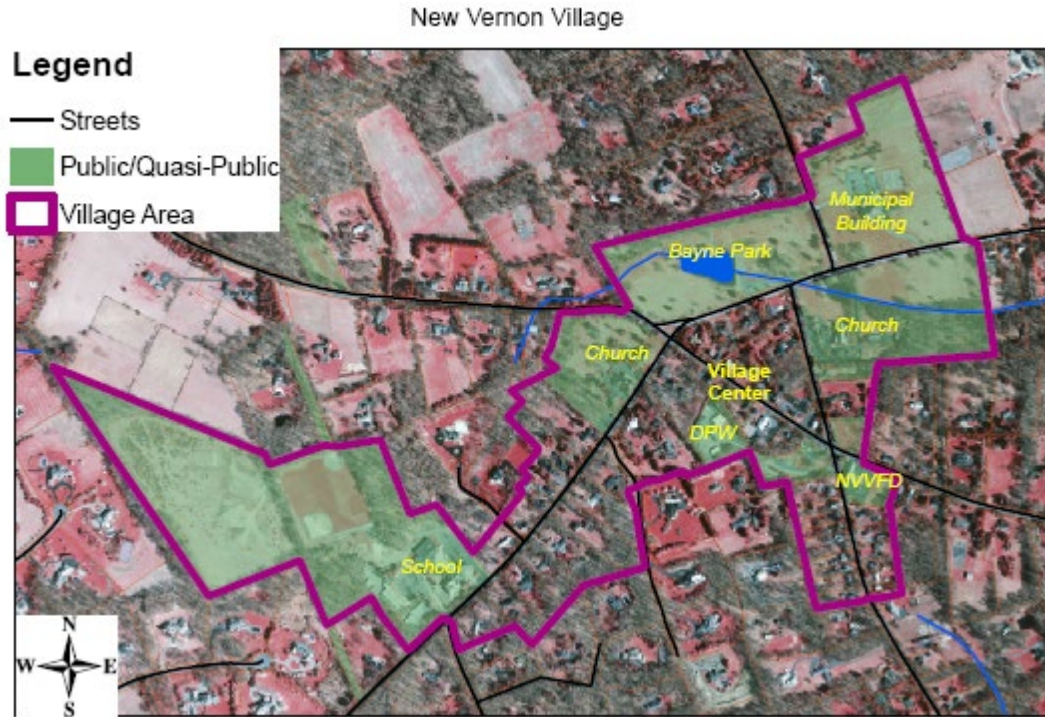 New Vernon Village
Legend
Streets
Public/Quasi-Public
Village Area
Municipal
Building
Bayne Park
Church
Church
Village
Center
DPW
NVVFD
School
N
W E
S